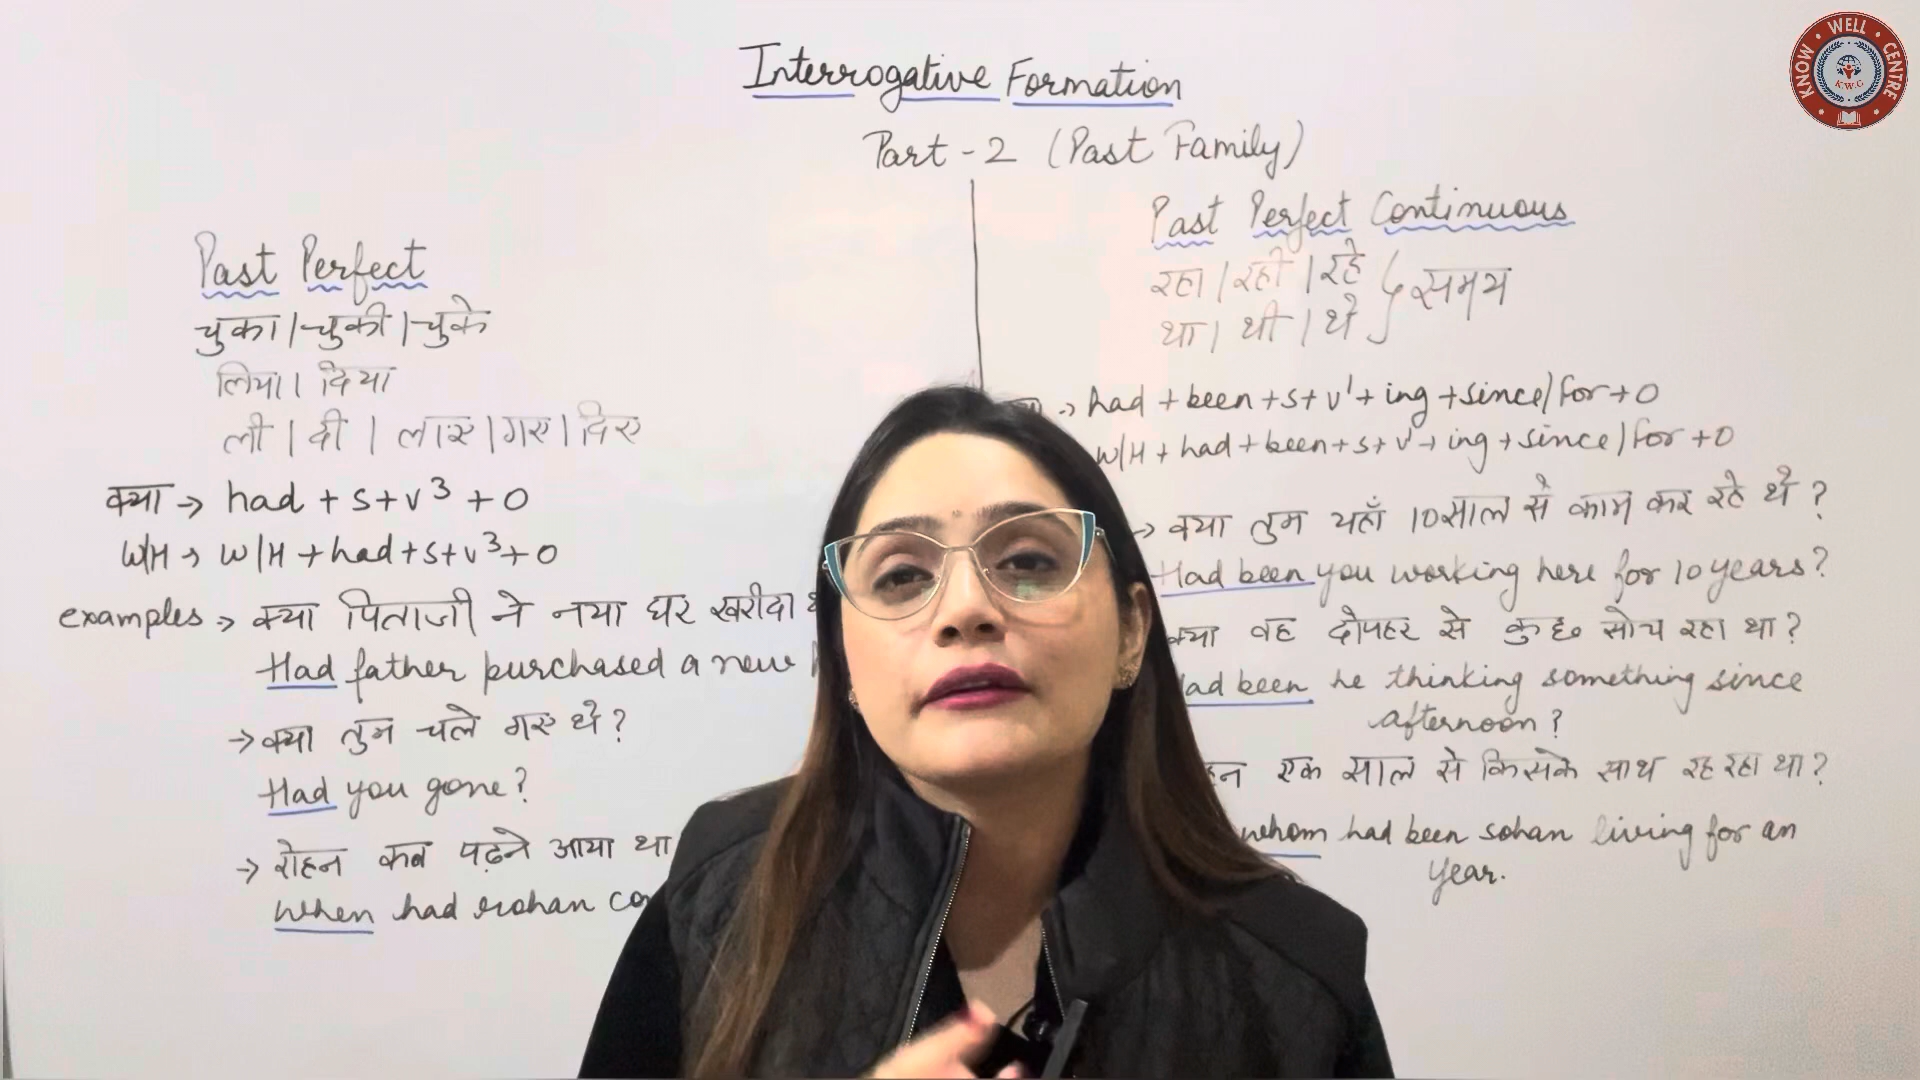 Interrogative Formation
Part - 2 (Past Family)
Past Perfect
चुका | चुकी | चुके
लिया । दिया
ली | दी | लाए | गए | दिए
क्या → had + s + v³ + o
W/H → W/H + had + s + v³ + o
examples → क्या पिताजी ने नया घर खरीदा
Had father purchased a new
→ क्या तुम चले गए थे?
Had you gone?
→ रोहन कब पढ़ने आया था
When had rohan
Past Perfect Continuous
रहा | रही | रहे } समय
था | थी | थे
→ had + been + s + v' + ing + since/for + o
W/H + had + been + s + v' + ing + since/for + o
→ क्या तुम यहाँ 10 साल से काम कर रहे थे?
Had been you working here for 10 years?
क्या वह दोपहर से कुछ सोच रहा था?
had been he thinking something since
afternoon?
एक साल से किसके साथ रह रहा था?
whom had been sohan living for an
year.
KNOW • WELL • CENTRE
K.W.C